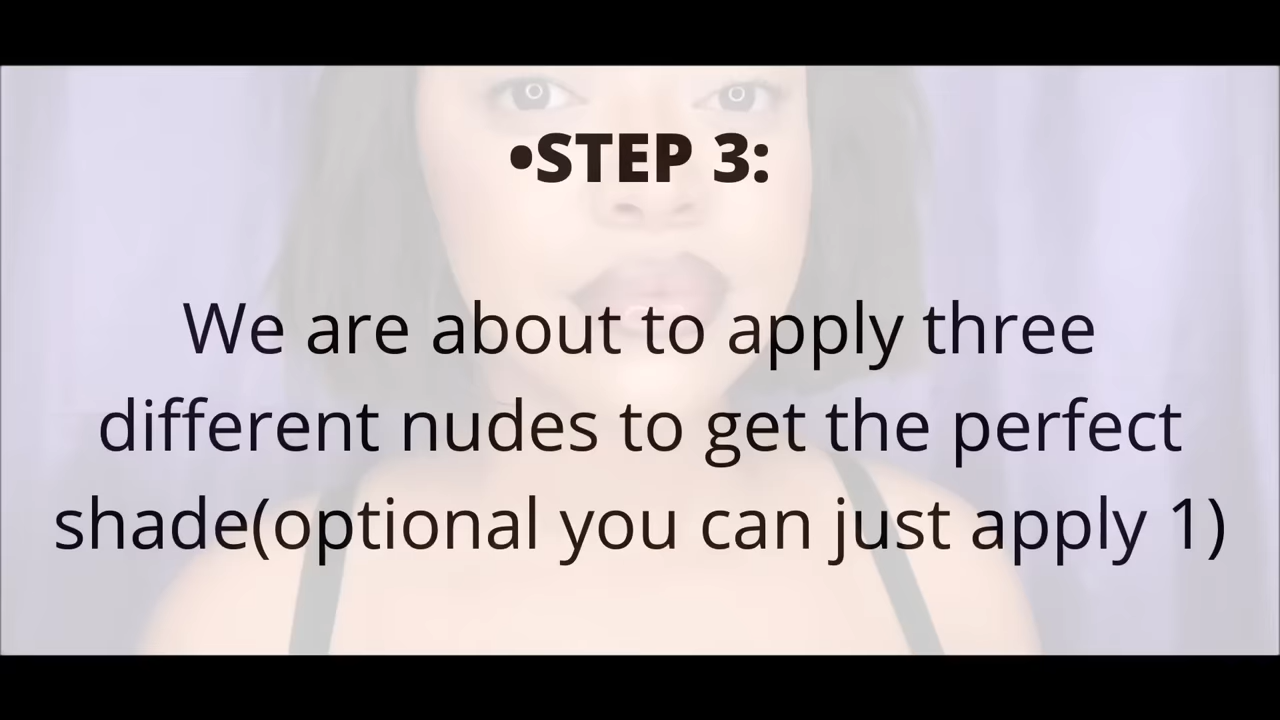 •STEP 3:
We are about to apply three
different nudes to get the perfect
shade(optional you can just apply 1)